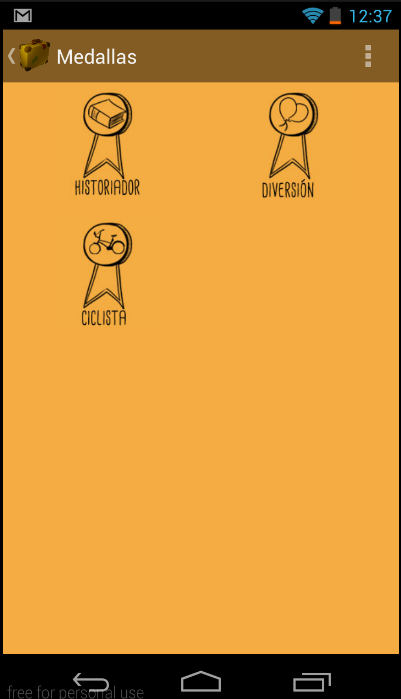 12:37
Medallas
HISTORIADOR
DIVERSIÓN
CICLISTA
free for personal use